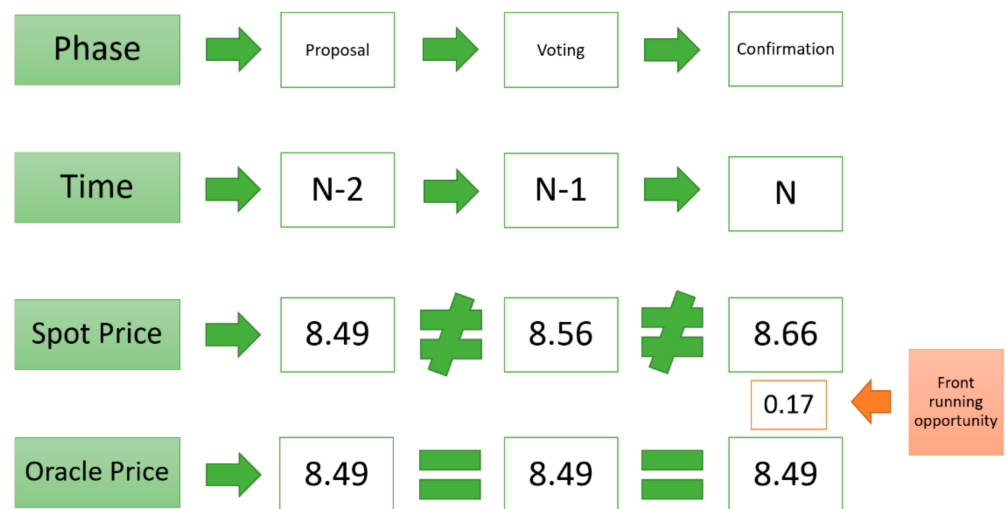 Phase
Proposal
Voting
Confirmation
Time
N-2
N-1
N
Spot Price
8.49
8.56
8.66
0.17
Front
running
opportunity
Oracle Price
8.49
8.49
8.49